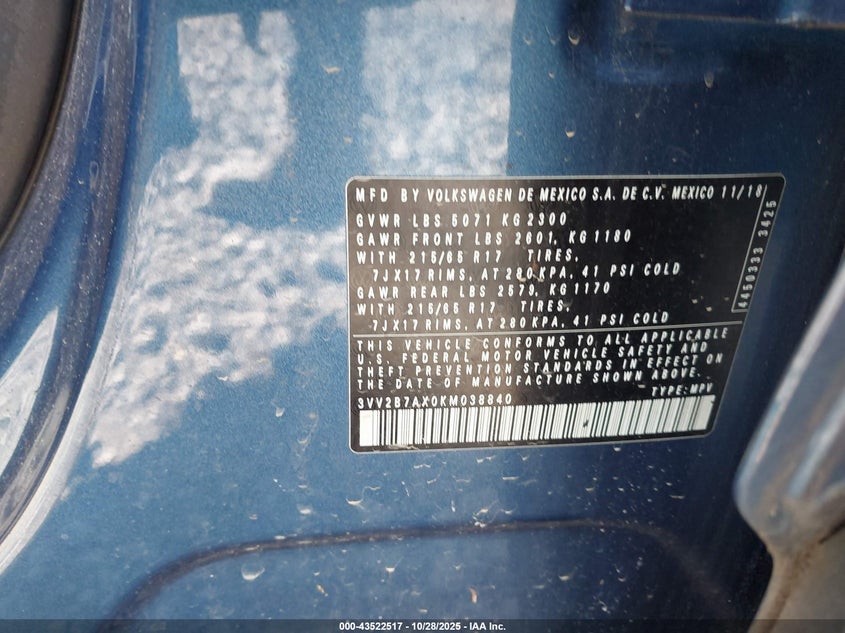 MFD BY VOLKSWAGEN DE MEXICO S.A. DE C.V. MEXICO 11/18
GVWR LBS 5071 KG 2300
GAWR FRONT LBS 2601, KG 1180
WITH 215/65 R17 TIRES,
7JX17 RIMS, AT 280 KPA, 41 PSI COLD
GAWR REAR LBS 2579, KG 1170
WITH 215/65 R17 TIRES,
7JX17 RIMS, AT 280 KPA, 41 PSI COLD
4450333 3425
THIS VEHICLE CONFORMS TO ALL APPLICABLE
U.S. FEDERAL MOTOR VEHICLE SAFETY AND
THEFT PREVENTION STANDARDS IN EFFECT ON
THE DATE OF MANUFACTURE SHOWN ABOVE.
3VV2B7AX0KM038840 TYPE: MPV
000-43522517 | 10/28/2025 - IAA Inc.